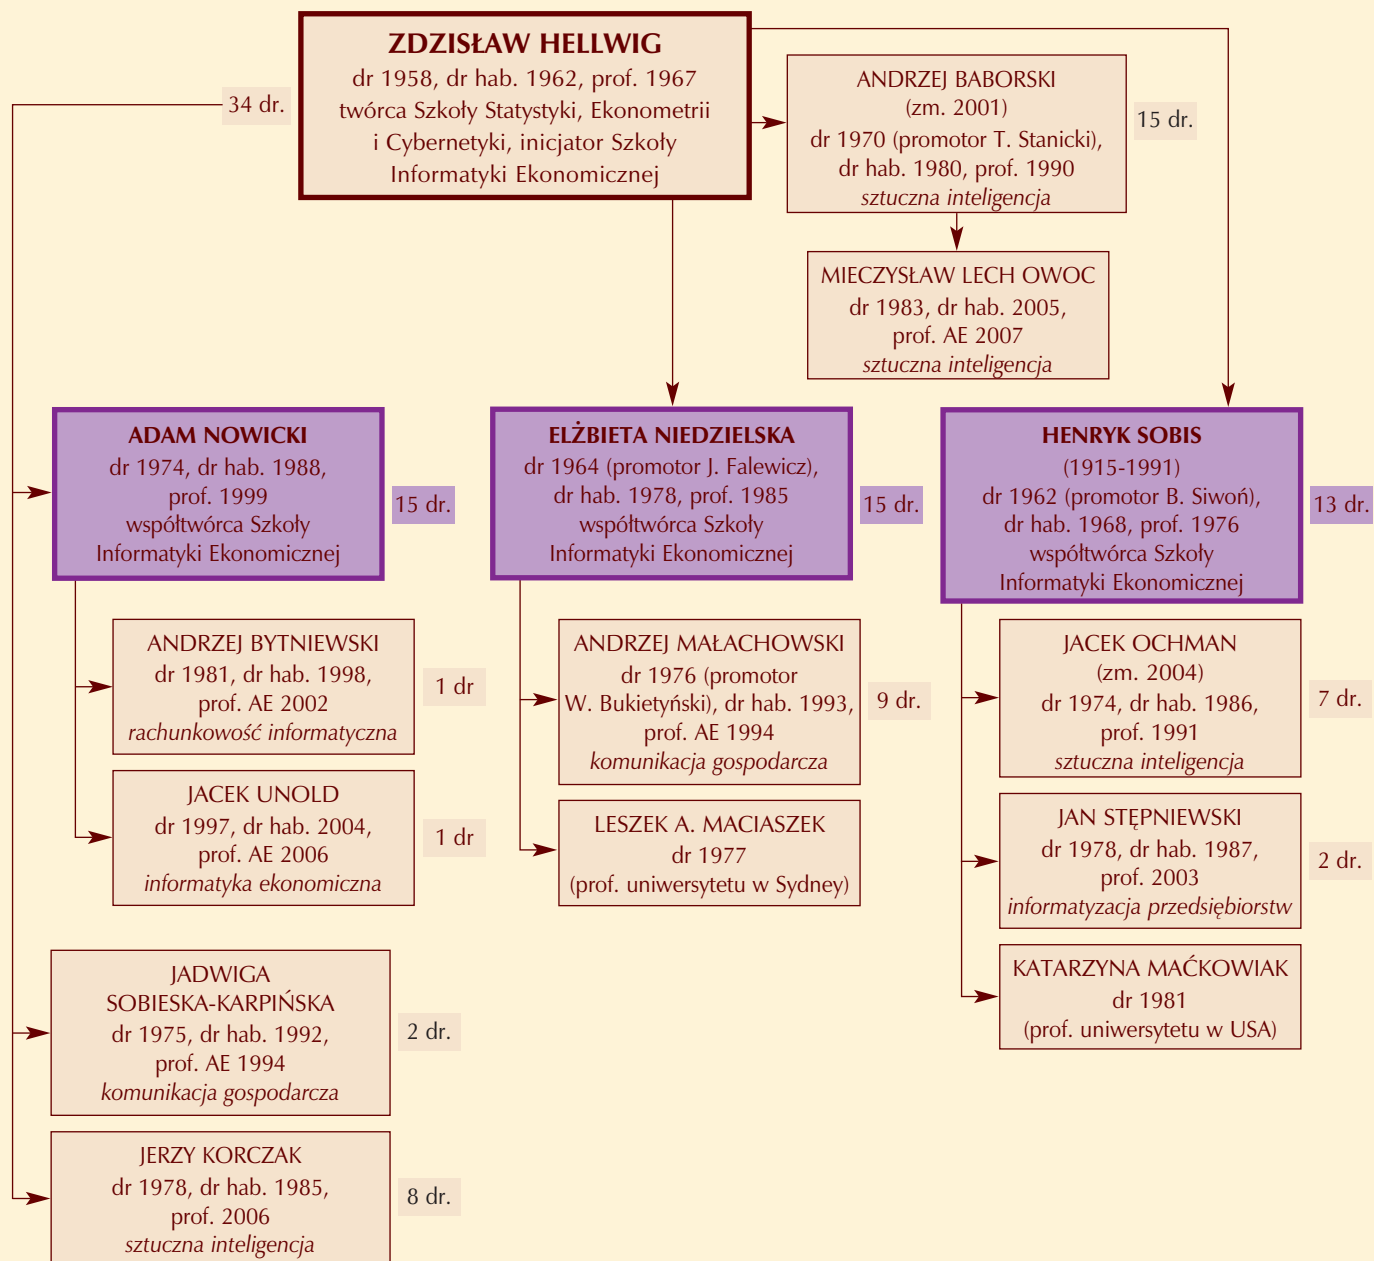 ZDZISŁAW HELLWIG
dr 1958, dr hab. 1962, prof. 1967
twórca Szkoły Statystyki, Ekonometrii
i Cybernetyki, inicjator Szkoły
Informatyki Ekonomicznej
34 dr.
ANDRZEJ BABORSKI
(zm. 2001)
dr 1970 (promotor T. Stanicki),
dr hab. 1980, prof. 1990
sztuczna inteligencja
15 dr.
MIECZYSŁAW LECH OWOC
dr 1983, dr hab. 2005,
prof. AE 2007
sztuczna inteligencja
ADAM NOWICKI
dr 1974, dr hab. 1988,
prof. 1999
współtwórca Szkoły
Informatyki Ekonomicznej
15 dr.
ELŻBIETA NIEDZIELSKA
dr 1964 (promotor J. Falewicz),
dr hab. 1978, prof. 1985
współtwórca Szkoły
Informatyki Ekonomicznej
15 dr.
HENRYK SOBIS
(1915-1991)
dr 1962 (promotor B. Siwoń),
dr hab. 1968, prof. 1976
współtwórca Szkoły
Informatyki Ekonomicznej
13 dr.
ANDRZEJ BYTNIEWSKI
dr 1981, dr hab. 1998,
prof. AE 2002
rachunkowość informatyczna
1 dr
JACEK UNOLD
dr 1997, dr hab. 2004,
prof. AE 2006
informatyka ekonomiczna
1 dr
ANDRZEJ MAŁACHOWSKI
dr 1976 (promotor
W. Bukietyński), dr hab. 1993,
prof. AE 1994
komunikacja gospodarcza
9 dr.
LESZEK A. MACIASZEK
dr 1977
(prof. uniwersytetu w Sydney)
JACEK OCHMAN
(zm. 2004)
dr 1974, dr hab. 1986,
prof. 1991
sztuczna inteligencja
7 dr.
JAN STĘPNIEWSKI
dr 1978, dr hab. 1987,
prof. 2003
informatyzacja przedsiębiorstw
2 dr.
KATARZYNA MAĆKOWIAK
dr 1981
(prof. uniwersytetu w USA)
JADWIGA
SOBIESKA-KARPIŃSKA
dr 1975, dr hab. 1992,
prof. AE 1994
komunikacja gospodarcza
2 dr.
JERZY KORCZAK
dr 1978, dr hab. 1985,
prof. 2006
sztuczna inteligencja
8 dr.